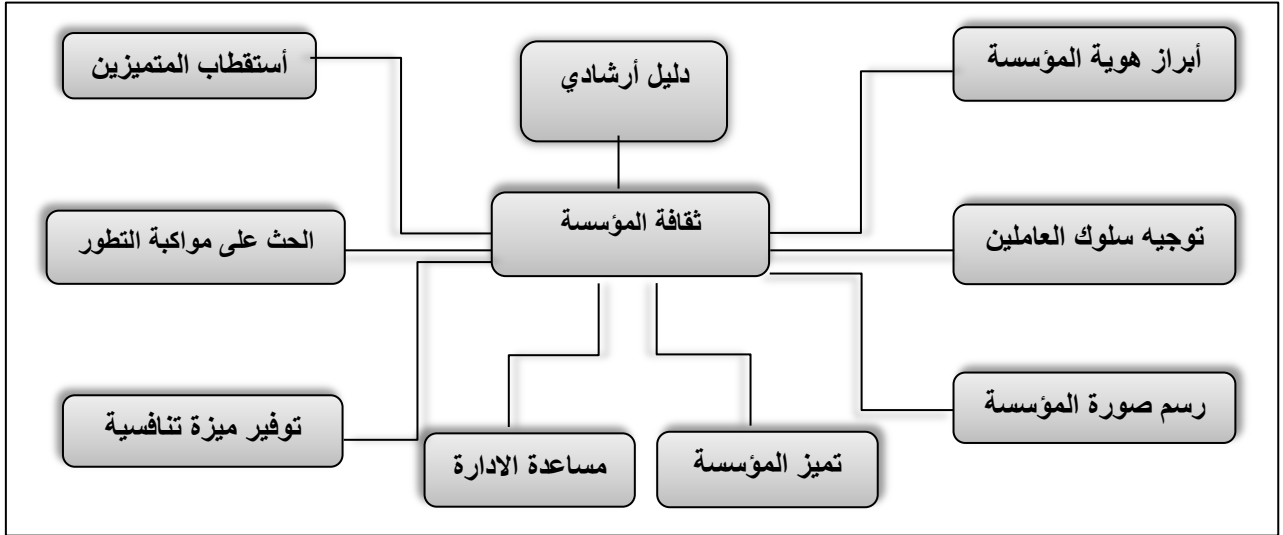 أبراز هوية المؤسسة
دليل أرشادي
أستقطاب المتميزين
ثقافة المؤسسة
توجيه سلوك العاملين
الحث على مواكبة التطور
رسم صورة المؤسسة
توفير ميزة تنافسية
تميز المؤسسة
مساعدة الادارة